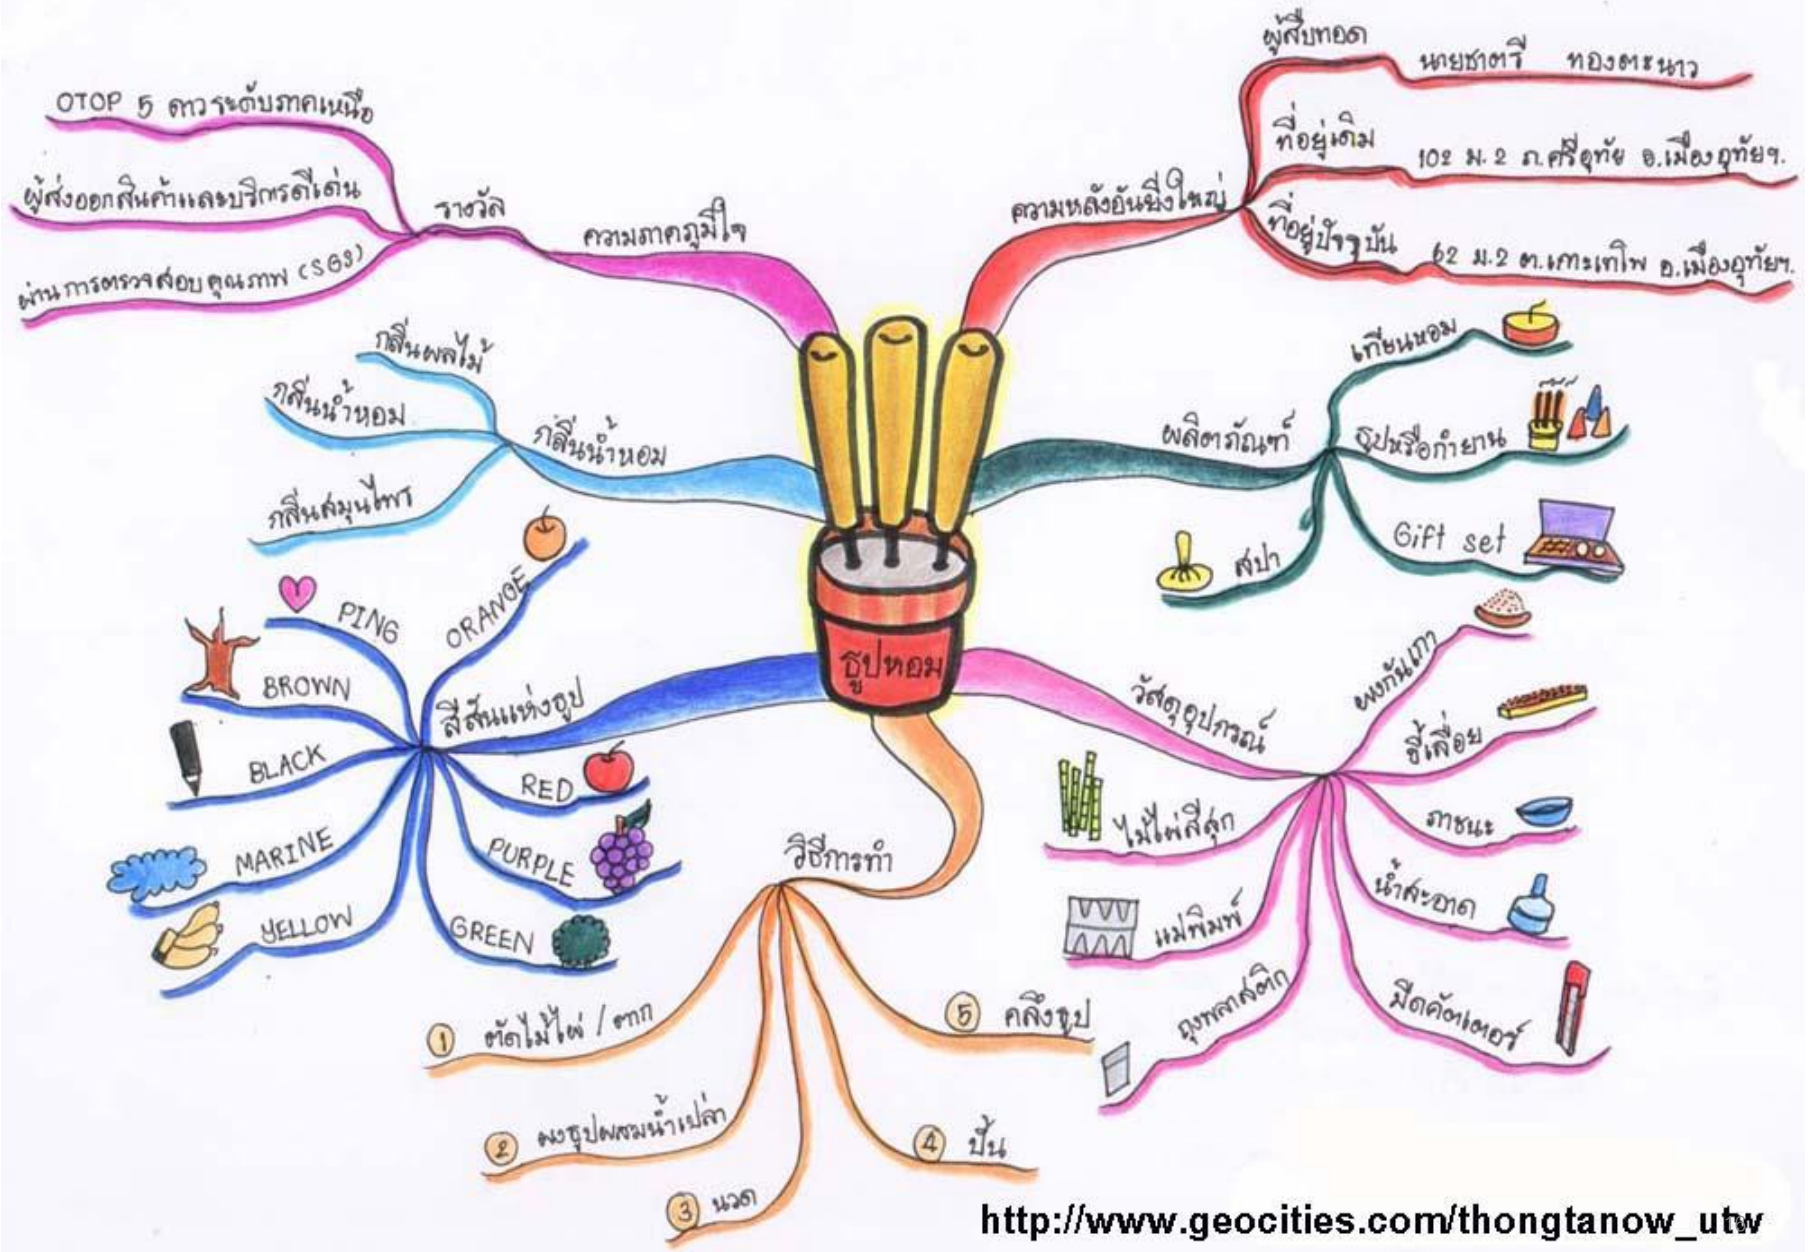 ธูปหอม
ความหลังอันยิ่งใหญ่
ผู้สืบทอด
นายชาตรี ทองตะนาว
ที่อยู่เดิม
102 ม.2 ถ.ศรีอุทัย อ.เมืองอุทัยฯ.
ที่อยู่ปัจจุบัน
62 ม.2 ต.เกาะเทโพ อ.เมืองอุทัยฯ.
ผลิตภัณฑ์
เทียนหอม
ธูปหรือกำยาน
Gift set
สปา
วัสดุอุปกรณ์
ผงกันเกา
ขี้เลื่อย
ภาชนะ
น้ำสะอาด
มีดคัตเตอร์
ถุงพลาสติก
แม่พิมพ์
ไม้ไผ่สีสุก
วิธีการทำ
1 ตัดไม้ไผ่ / ตาก
2 ผงธูปผสมน้ำเปล่า
3 นวด
4 ปั้น
5 คลึงธูป
สีสันแห่งธูป
ORANGE
PING
BROWN
BLACK
MARINE
YELLOW
GREEN
PURPLE
RED
กลิ่นน้ำหอม
กลิ่นผลไม้
กลิ่นน้ำหอม
กลิ่นสมุนไพร
ความภาคภูมิใจ
รางวัล
OTOP 5 ดาวระดับภาคเหนือ
ผู้ส่งออกสินค้าและบริการดีเด่น
ผ่านการตรวจสอบคุณภาพ (SGS)
http://www.geocities.com/thongtanow_utw